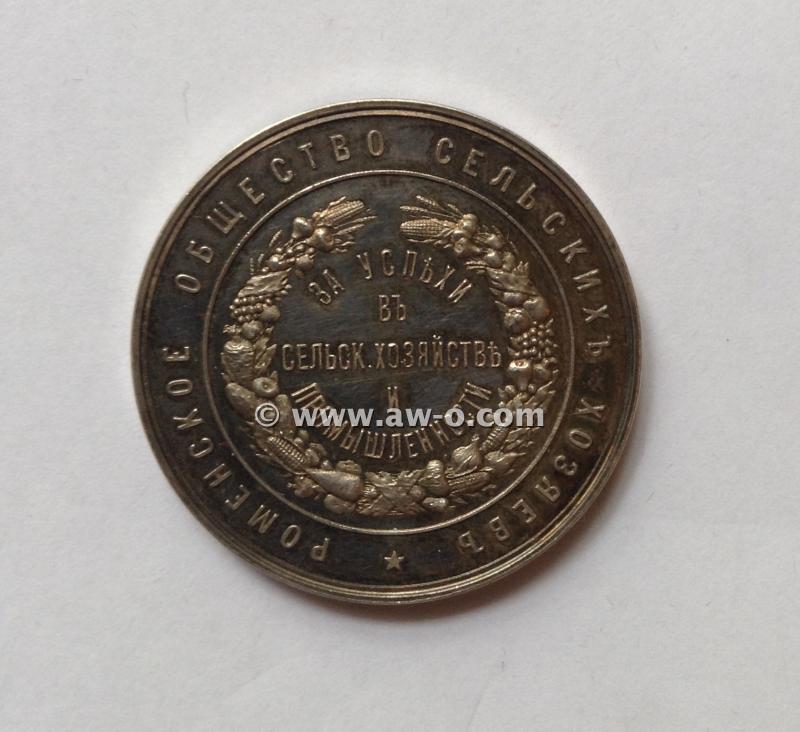 РОМЕНСКОЕ ОБЩЕСТВО СЕЛЬСКИХЪ ХОЗЯЕВЪ
ЗА УСПѢХИ
ВЪ
СЕЛЬСК. ХОЗЯЙСТВѢ
И
ПРОМЫШЛЕННОСТИ
© www.aw-o.com